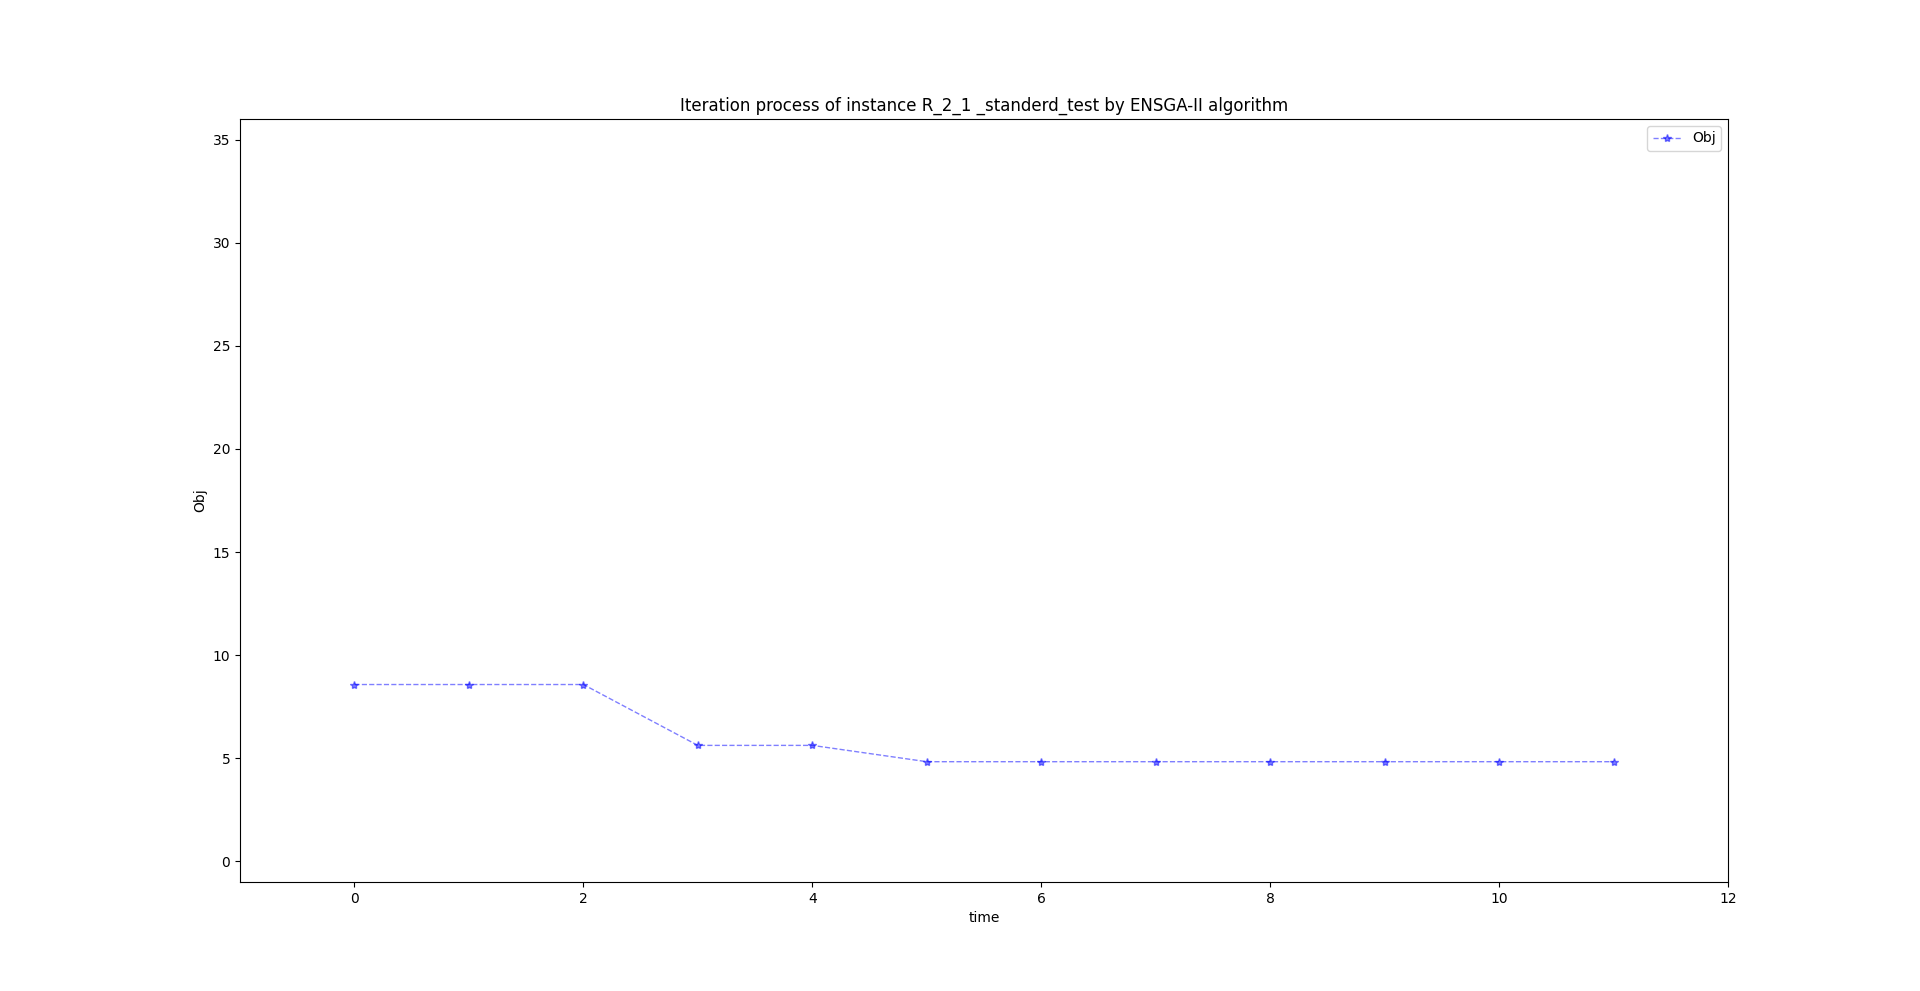 Iteration process of instance R_2_1 _standerd_test by ENSGA-II algorithm
Obj
35
30
25
20
15
10
5
0
Obj
0 2 4 6 8 10 12
time